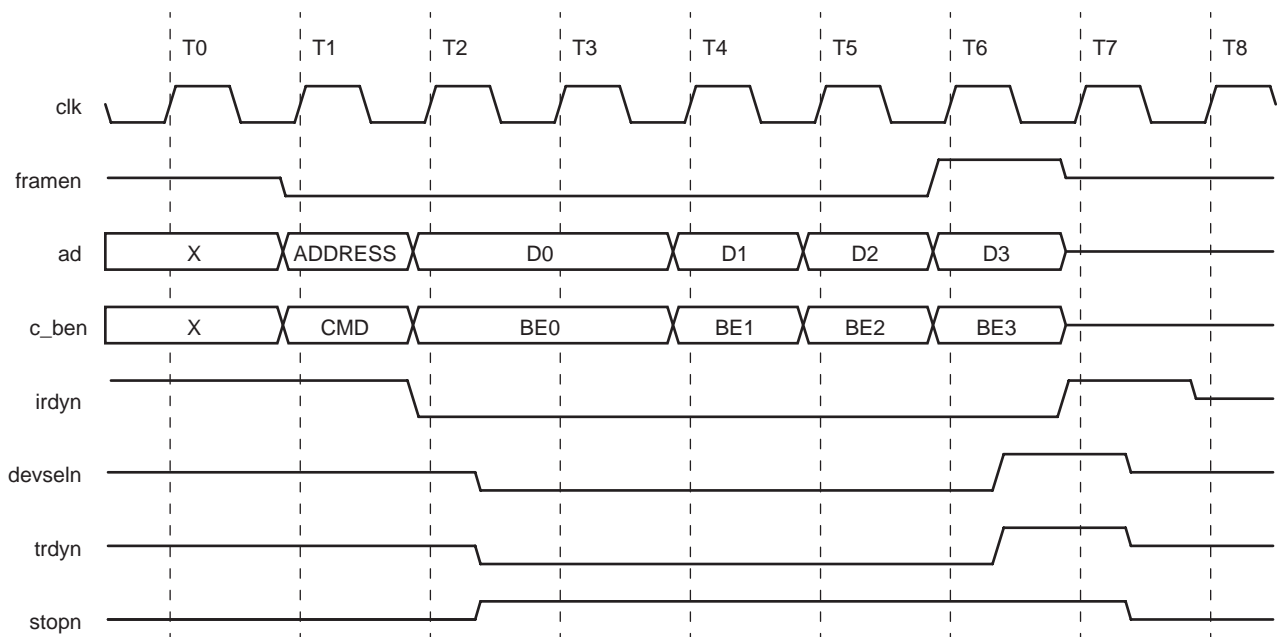 T0 T1 T2 T3 T4 T5 T6 T7 T8
clk
framen
ad X ADDRESS D0 D1 D2 D3
c_ben X CMD BE0 BE1 BE2 BE3
irdyn
devseln
trdyn
stopn